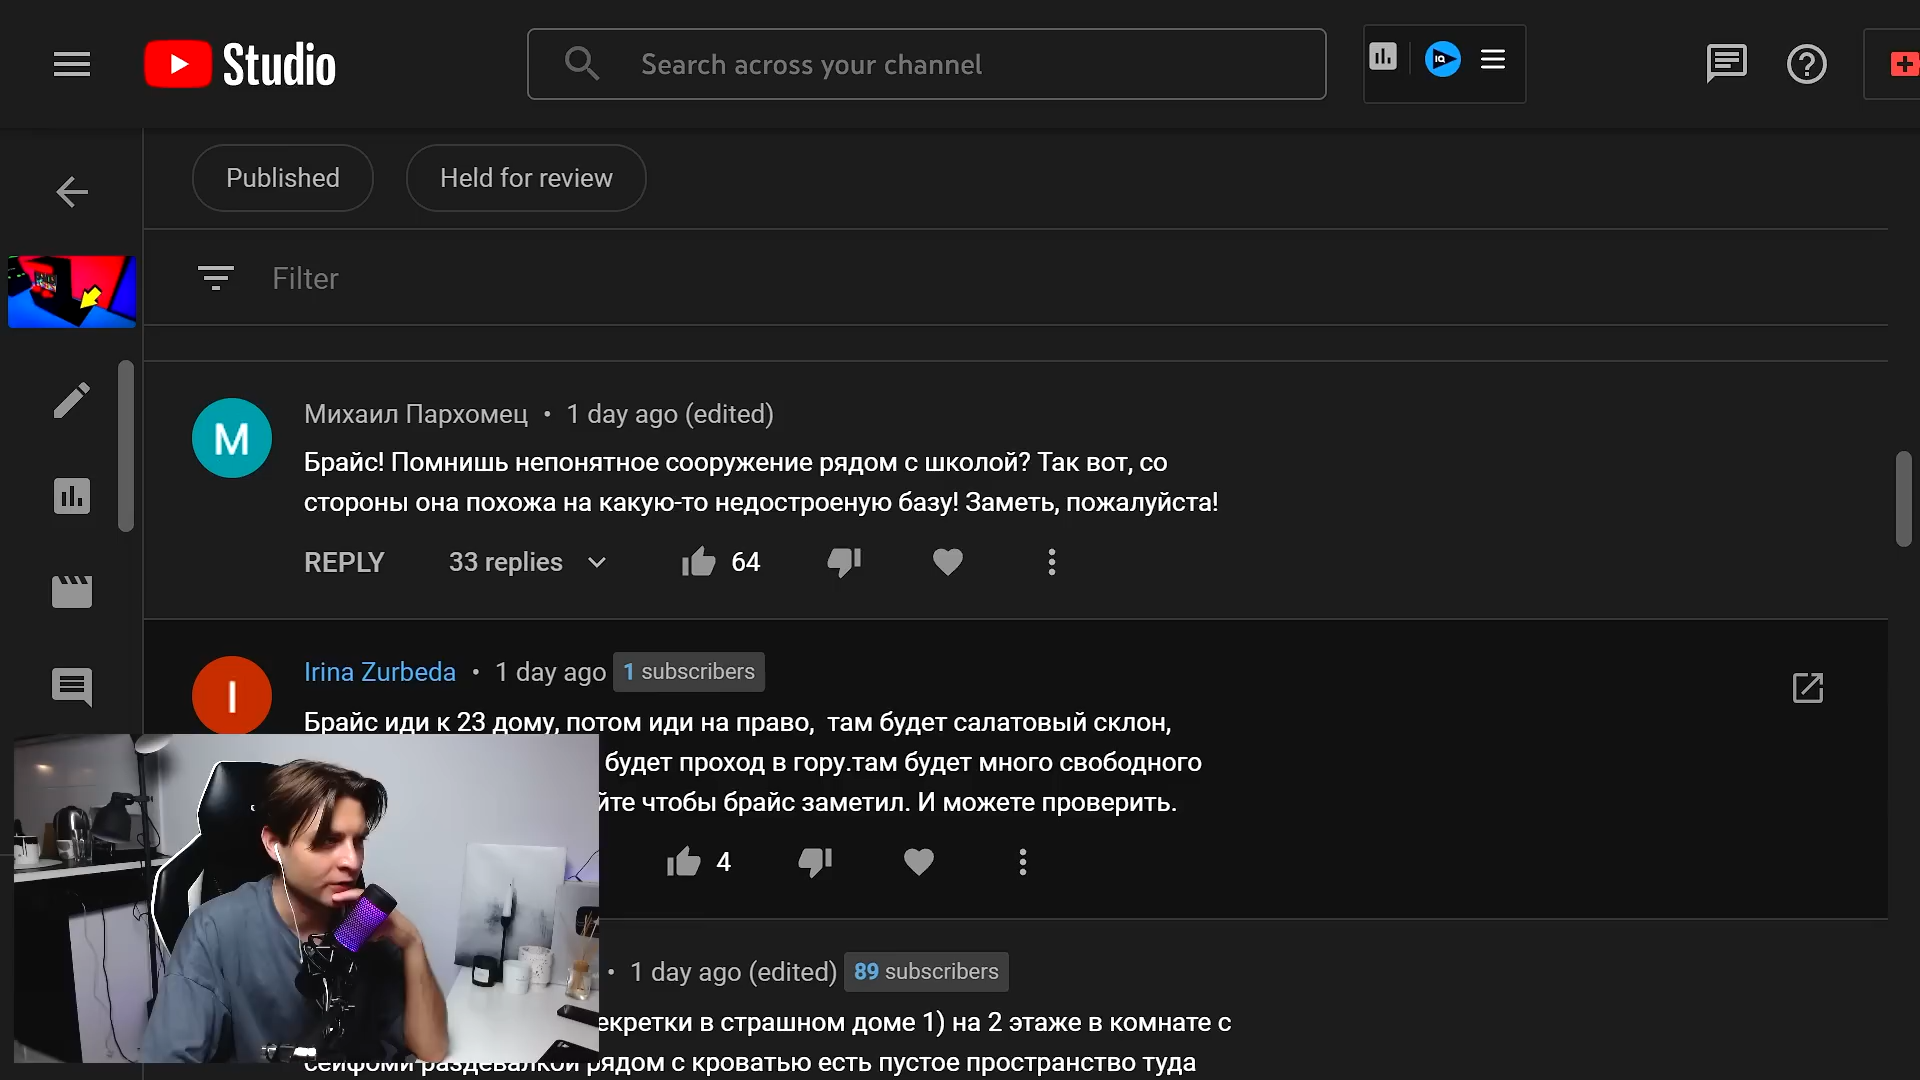 Studio
Search across your channel
IQ
Published
Held for review
Filter
M
Михаил Пархомец • 1 day ago (edited)
Брайс! Помнишь непонятное сооружение рядом с школой? Так вот, со
стороны она похожа на какую-то недостроеную базу! Заметь, пожалуйста!
REPLY 33 replies 64
I
Irina Zurbeda • 1 day ago 1 subscribers
Брайс иди к 23 дому, потом иди на право, там будет салатовый склон,
будет проход в гору.там будет много свободного
йте чтобы брайс заметил. И можете проверить.
4
• 1 day ago (edited) 89 subscribers
екретки в страшном доме 1) на 2 этаже в комнате с
сейфоми раздевалкой рядом с кроватью есть пустое пространство туда